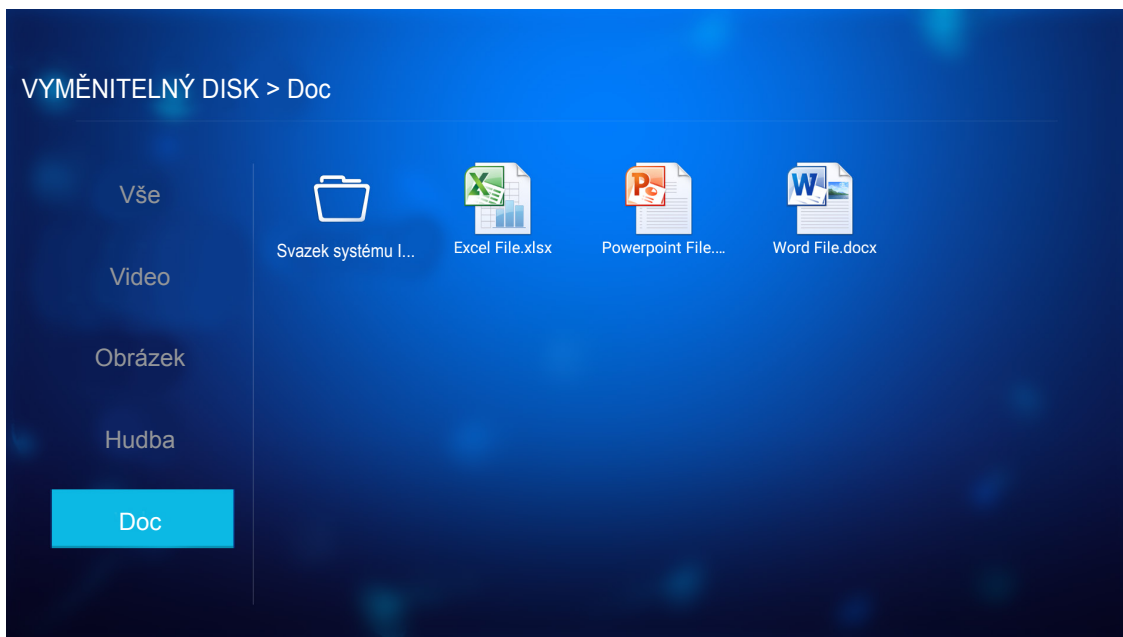 VYMĚNITELNÝ DISK > Doc
Vše
Video
Obrázek
Hudba
Doc
Svazek systému I...
Excel File.xlsx
Powerpoint File....
Word File.docx